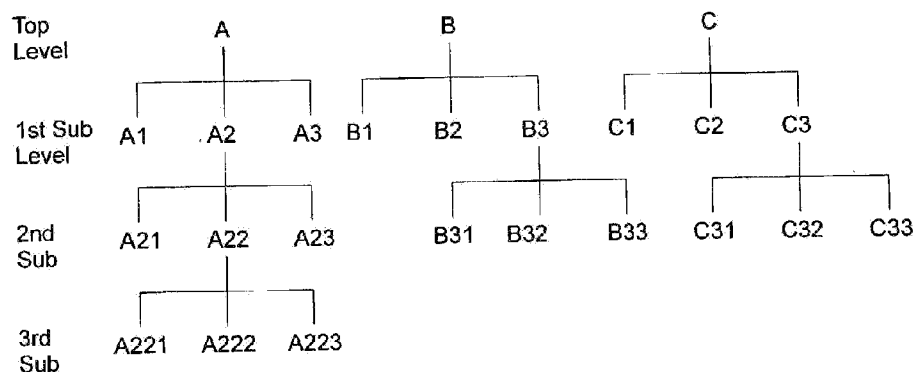 Top Level A B C
1st Sub Level A1 A2 A3 B1 B2 B3 C1 C2 C3
2nd Sub A21 A22 A23 B31 B32 B33 C31 C32 C33
3rd Sub A221 A222 A223